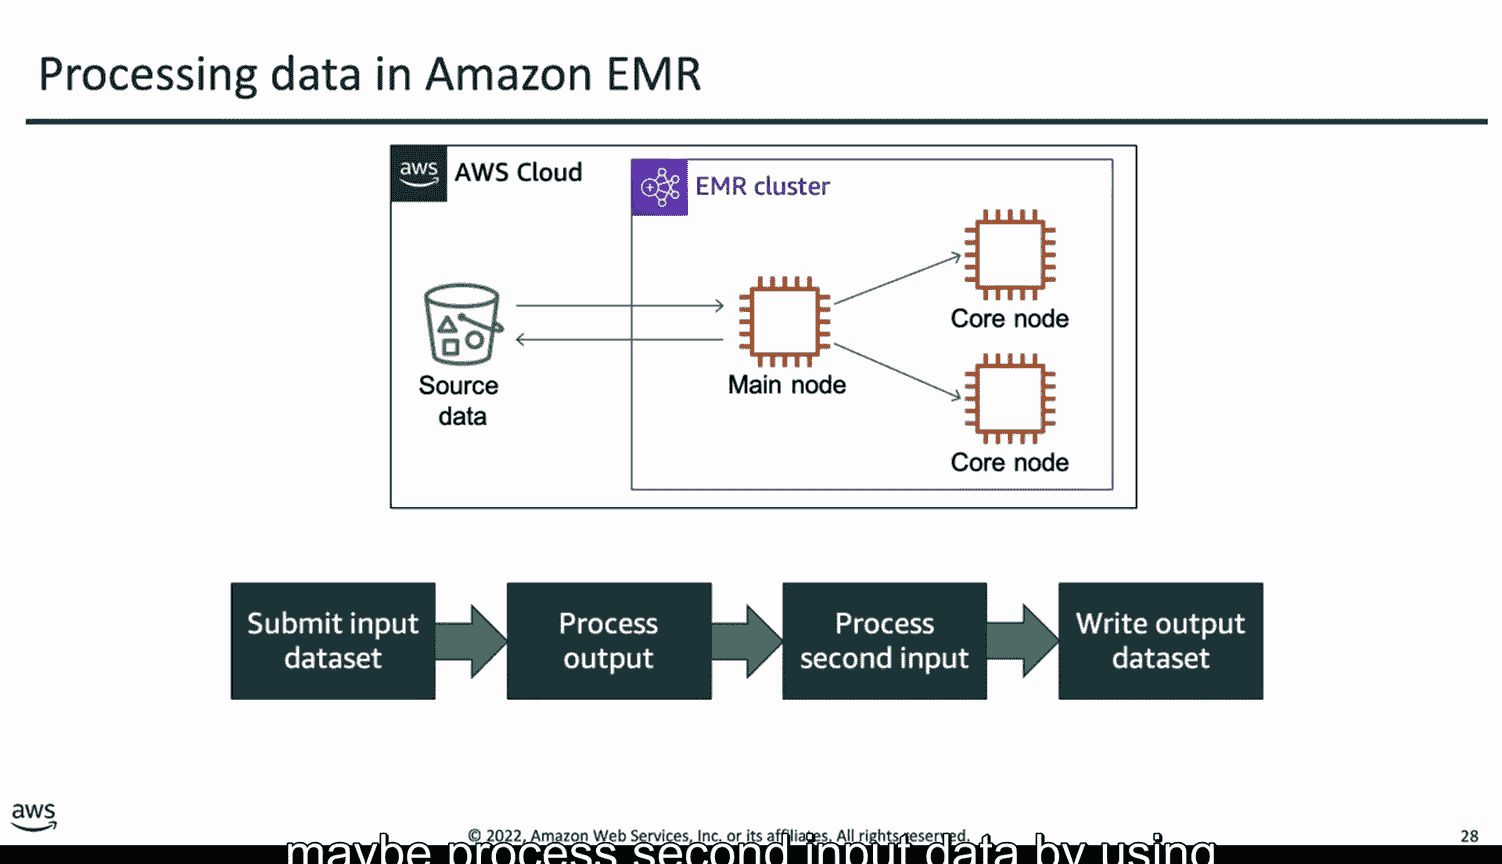 Processing data in Amazon EMR
aws
AWS Cloud
EMR cluster
Core node
Source
data
Main node
Core node
Submit input
dataset
Process
output
Process
second input
Write output
dataset
aws
© 2022, Amazon Web Services, Inc. or its affiliates. All rights reserved.
28
maybe process second input data by using